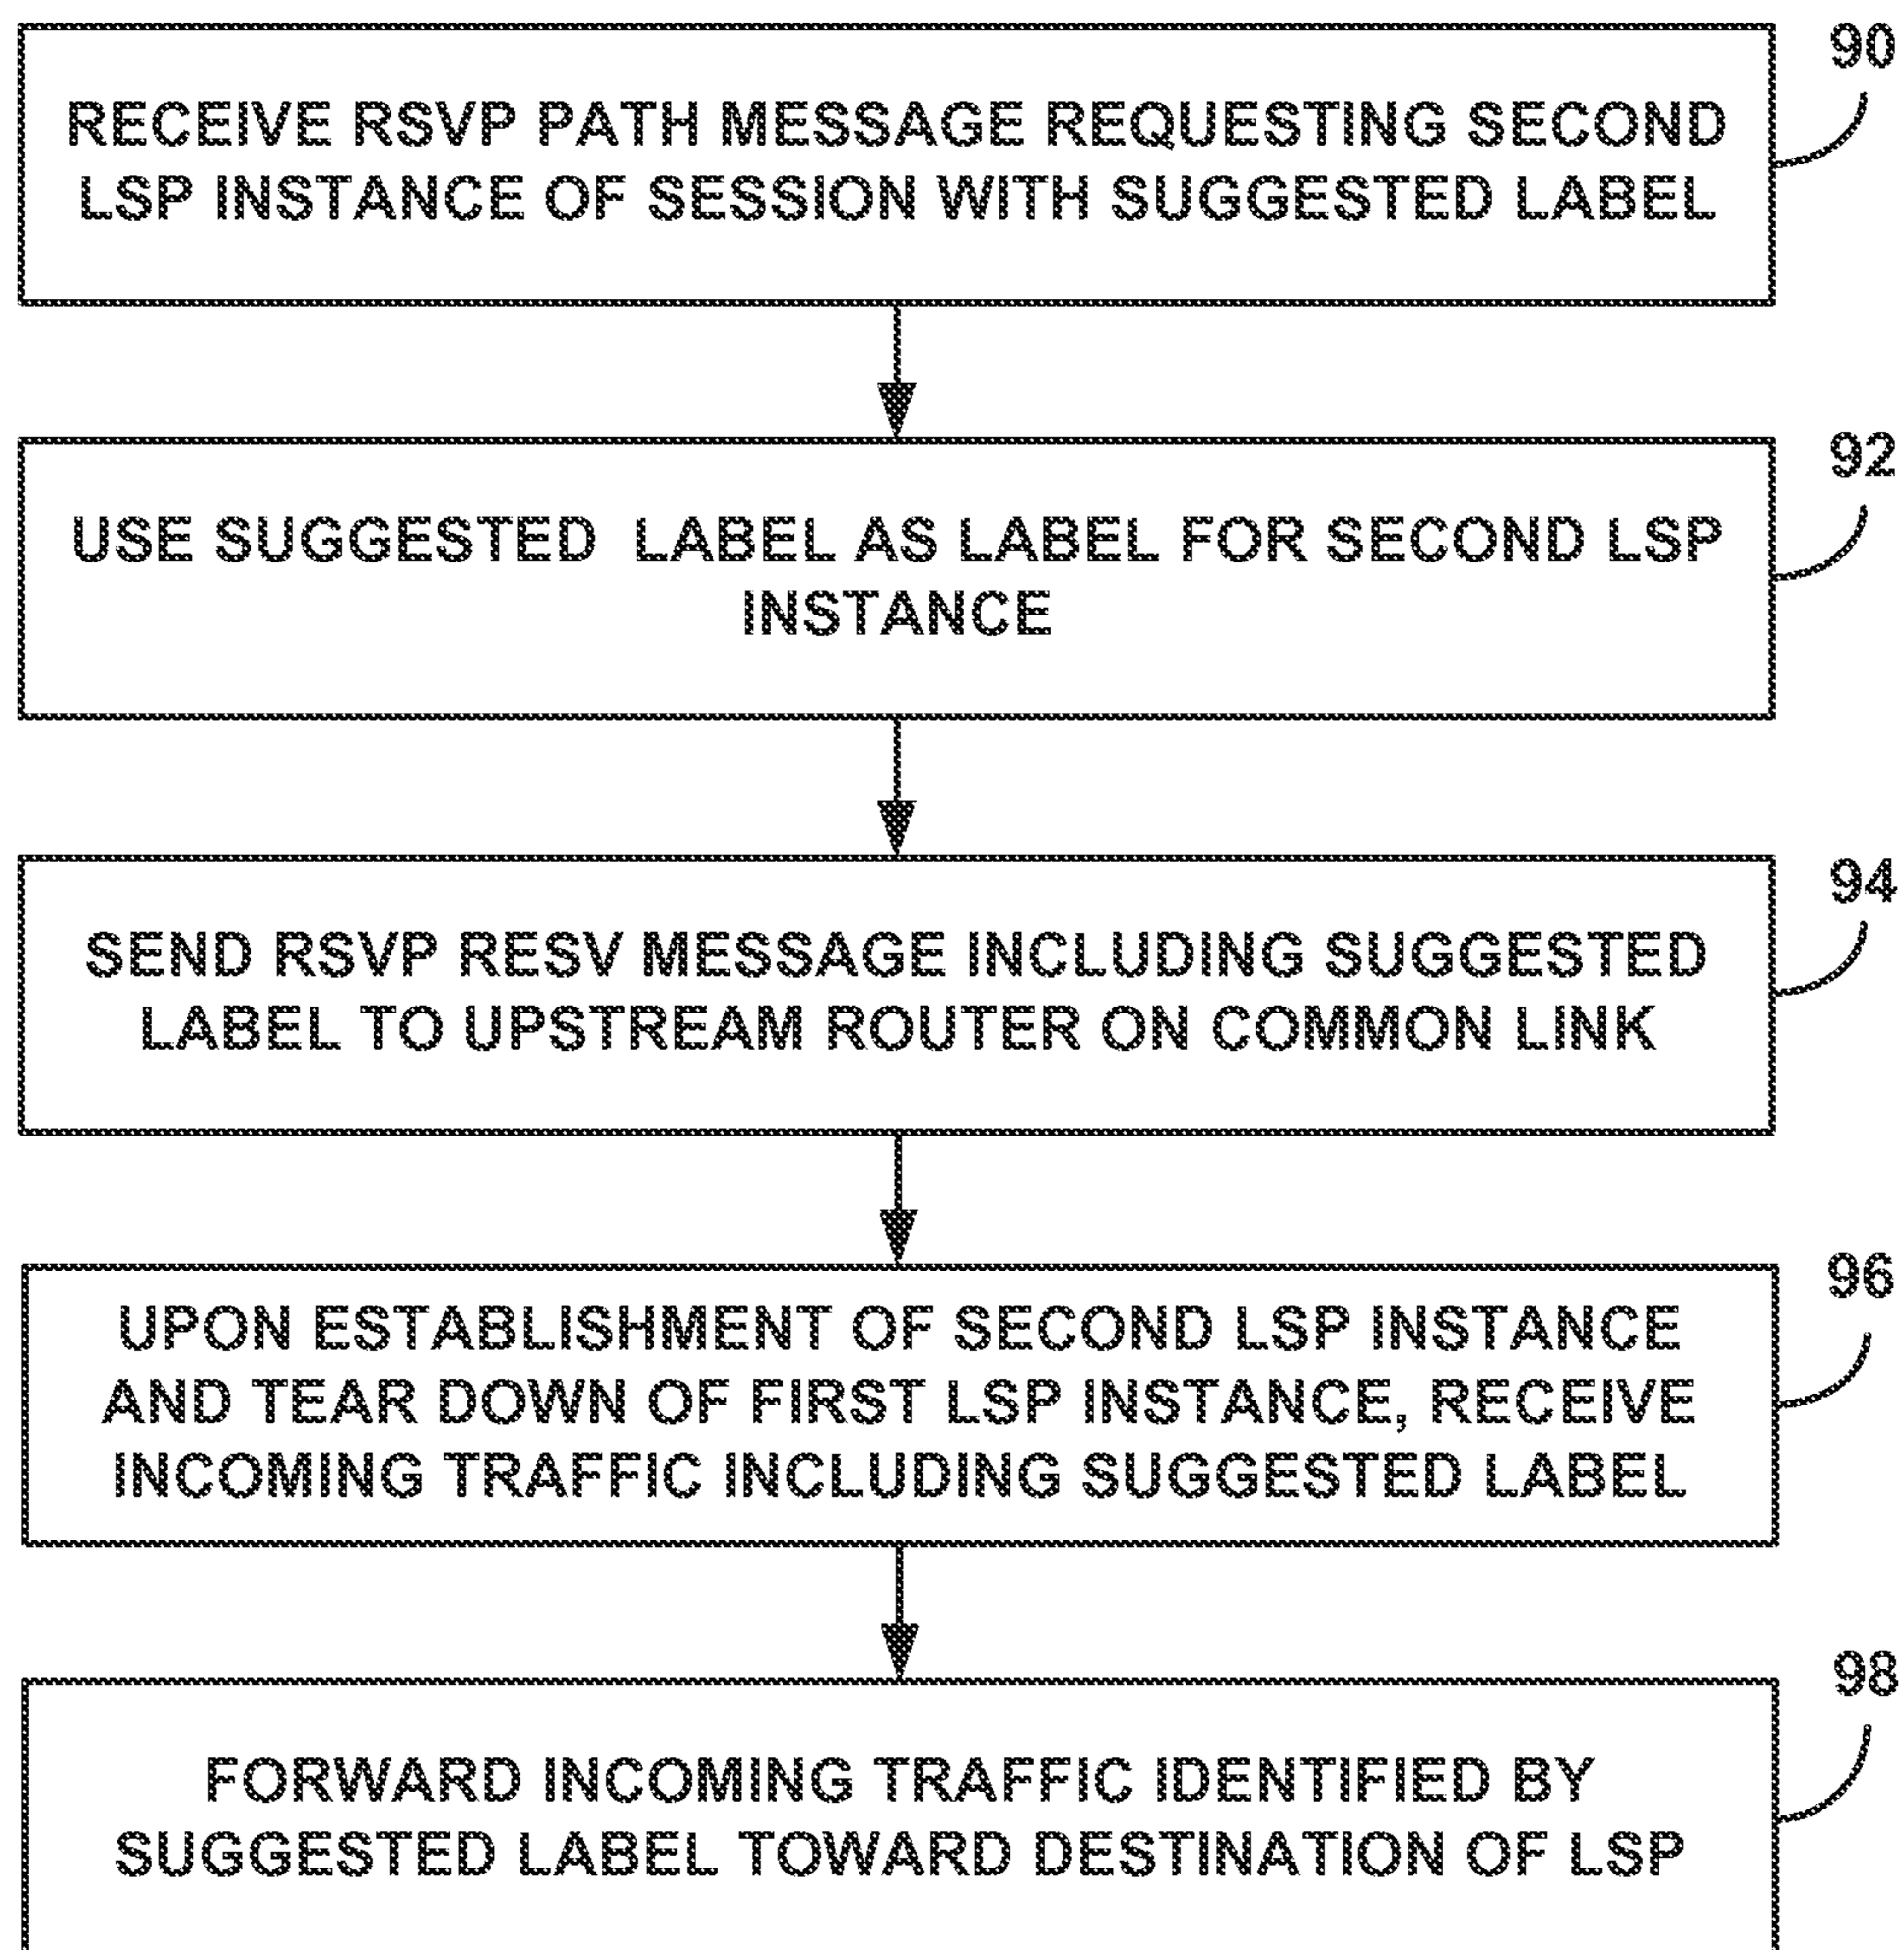 90
RECEIVE RSVP PATH MESSAGE REQUESTING SECOND
LSP INSTANCE OF SESSION WITH SUGGESTED LABEL
92
USE SUGGESTED LABEL AS LABEL FOR SECOND LSP
INSTANCE
94
SEND RSVP RESV MESSAGE INCLUDING SUGGESTED
LABEL TO UPSTREAM ROUTER ON COMMON LINK
96
UPON ESTABLISHMENT OF SECOND LSP INSTANCE
AND TEAR DOWN OF FIRST LSP INSTANCE, RECEIVE
INCOMING TRAFFIC INCLUDING SUGGESTED LABEL
98
FORWARD INCOMING TRAFFIC IDENTIFIED BY
SUGGESTED LABEL TOWARD DESTINATION OF LSP